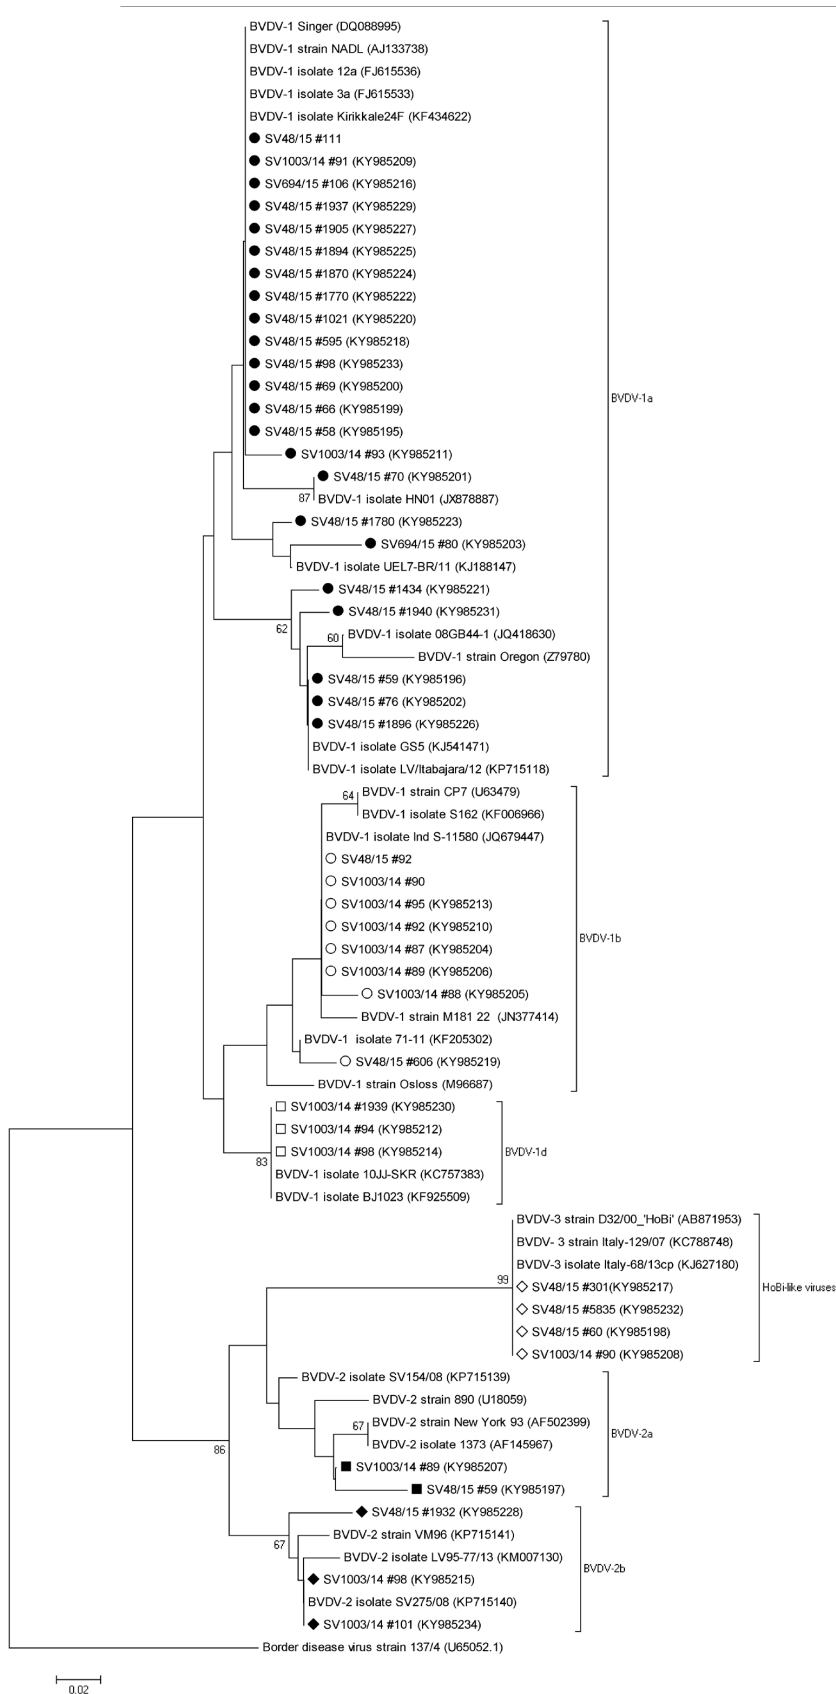 BVDV-1 Singer (DQ088995)
BVDV-1 strain NADL (AJ133738)
BVDV-1 isolate 12a (FJ615536)
BVDV-1 isolate 3a (FJ615533)
BVDV-1 isolate Kirikkale24F (KF434622)
SV48/15 #111
SV1003/14 #91 (KY985209)
SV694/15 #106 (KY985216)
SV48/15 #1937 (KY985229)
SV48/15 #1905 (KY985227)
SV48/15 #1894 (KY985225)
SV48/15 #1870 (KY985224)
SV48/15 #1770 (KY985222)
SV48/15 #1021 (KY985220)
SV48/15 #595 (KY985218)
SV48/15 #98 (KY985233)
SV48/15 #69 (KY985200)
BVDV-1a
SV48/15 #66 (KY985199)
SV48/15 #58 (KY985195)
SV1003/14 #93 (KY985211)
SV48/15 #70 (KY985201)
87
BVDV-1 isolate HN01 (JX878887)
SV48/15 #1780 (KY985223)
SV694/15 #80 (KY985203)
BVDV-1 isolate UEL7-BR/11 (KJ188147)
SV48/15 #1434 (KY985221)
SV48/15 #1940 (KY985231)
62
60
BVDV-1 isolate 08GB44-1 (JQ418630)
BVDV-1 strain Oregon (Z79780)
SV48/15 #59 (KY985196)
SV48/15 #76 (KY985202)
SV48/15 #1896 (KY985226)
BVDV-1 isolate GS5 (KJ541471)
BVDV-1 isolate LV/Itabajara/12 (KP715118)
64
BVDV-1 strain CP7 (U63479)
BVDV-1 isolate S162 (KF006966)
BVDV-1 isolate Ind S-11580 (JQ679447)
SV48/15 #92
SV1003/14 #90
SV1003/14 #95 (KY985213)
SV1003/14 #92 (KY985210)
BVDV-1b
SV1003/14 #87 (KY985204)
SV1003/14 #89 (KY985206)
SV1003/14 #88 (KY985205)
BVDV-1 strain M181 22 (JN377414)
BVDV-1 isolate 71-11 (KF205302)
SV48/15 #606 (KY985219)
BVDV-1 strain Osloss (M96687)
SV1003/14 #1939 (KY985230)
SV1003/14 #94 (KY985212)
SV1003/14 #98 (KY985214)
BVDV-1d
83
BVDV-1 isolate 10JJ-SKR (KC757383)
BVDV-1 isolate BJ1023 (KF925509)
BVDV-3 strain D32/00_'HoBi' (AB871953)
BVDV- 3 strain Italy-129/07 (KC788748)
BVDV-3 isolate Italy-68/13cp (KJ627180)
99
SV48/15 #301(KY985217)
HoBi-like viruses
SV48/15 #5835 (KY985232)
SV48/15 #60 (KY985198)
SV1003/14 #90 (KY985208)
BVDV-2 isolate SV154/08 (KP715139)
BVDV-2 strain 890 (U18059)
67
BVDV-2 strain New York 93 (AF502399)
BVDV-2a
BVDV-2 isolate 1373 (AF145967)
86
SV1003/14 #89 (KY985207)
SV48/15 #59 (KY985197)
SV48/15 #1932 (KY985228)
BVDV-2 strain VM96 (KP715141)
67
BVDV-2 isolate LV95-77/13 (KM007130)
BVDV-2b
SV1003/14 #98 (KY985215)
BVDV-2 isolate SV275/08 (KP715140)
SV1003/14 #101 (KY985234)
Border disease virus strain 137/4 (U65052.1)
0.02